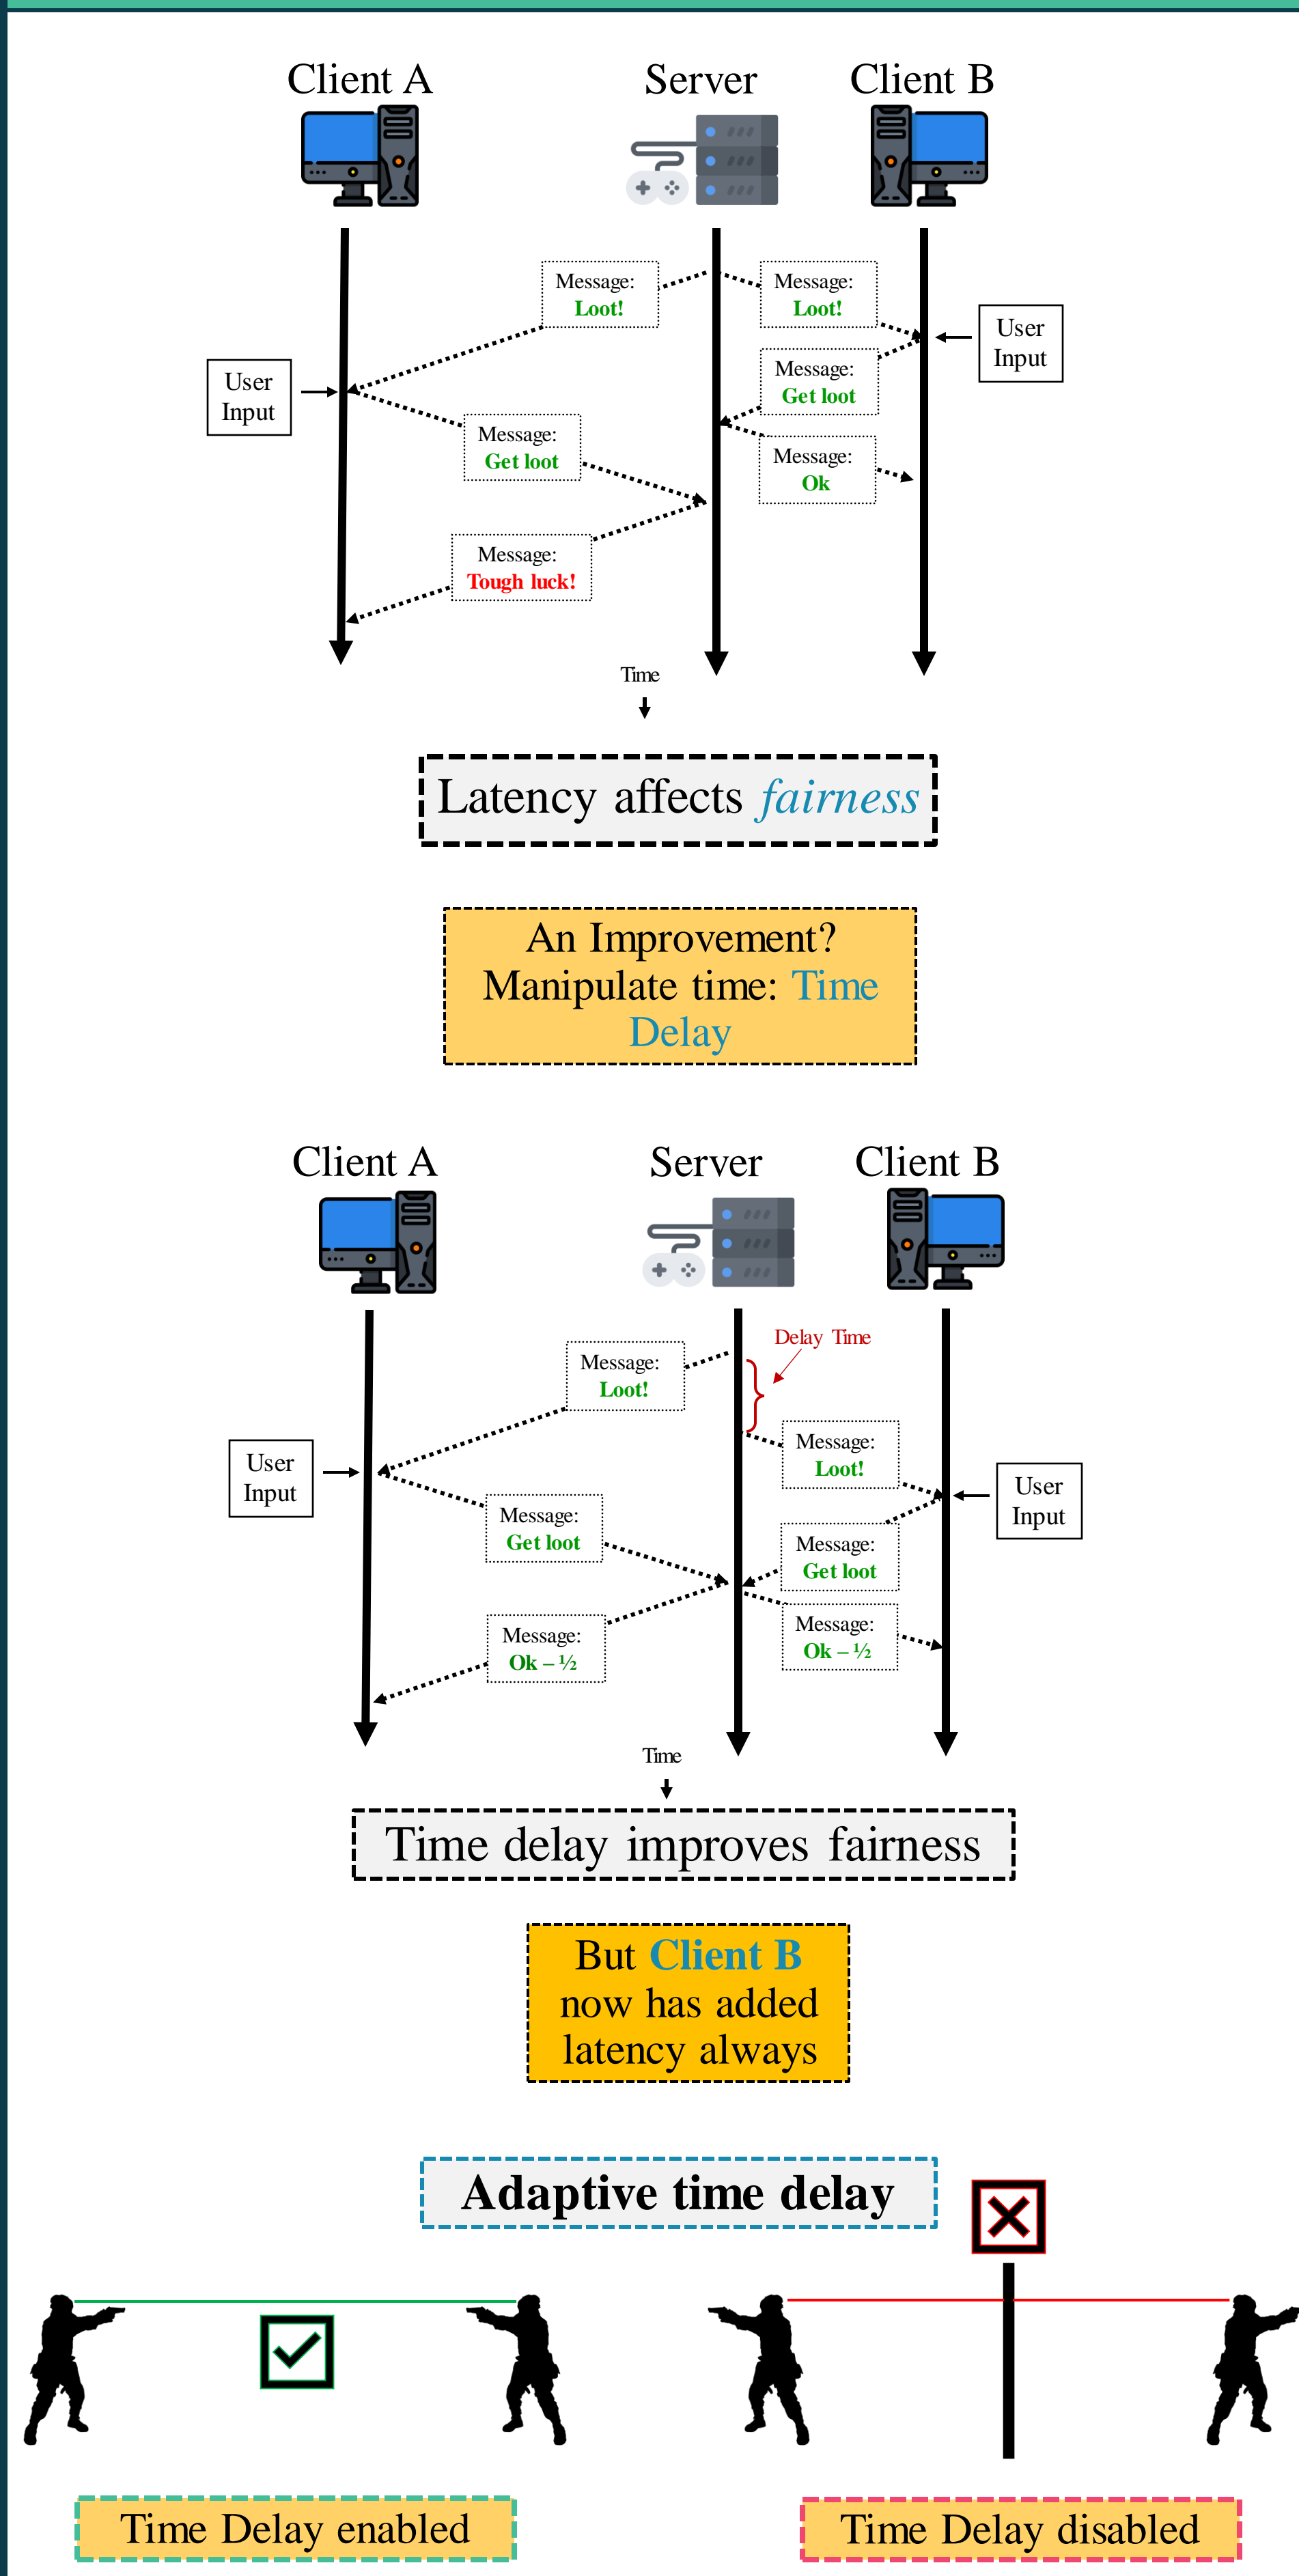 Client A
Server
Client B
Message:
Loot!
Message:
Loot!
User
Input
Message:
Get loot
User
Input
Message:
Get loot
Message:
Ok
Message:
Tough luck!
Time
Latency affects fairness
An Improvement?
Manipulate time: Time
Delay
Client A
Server
Client B
Delay Time
Message:
Loot!
Message:
Loot!
User
Input
User
Input
Message:
Get loot
Message:
Get loot
Message:
Ok – ½
Message:
Ok – ½
Time
Time delay improves fairness
But Client B
now has added
latency always
Adaptive time delay
Time Delay enabled
Time Delay disabled